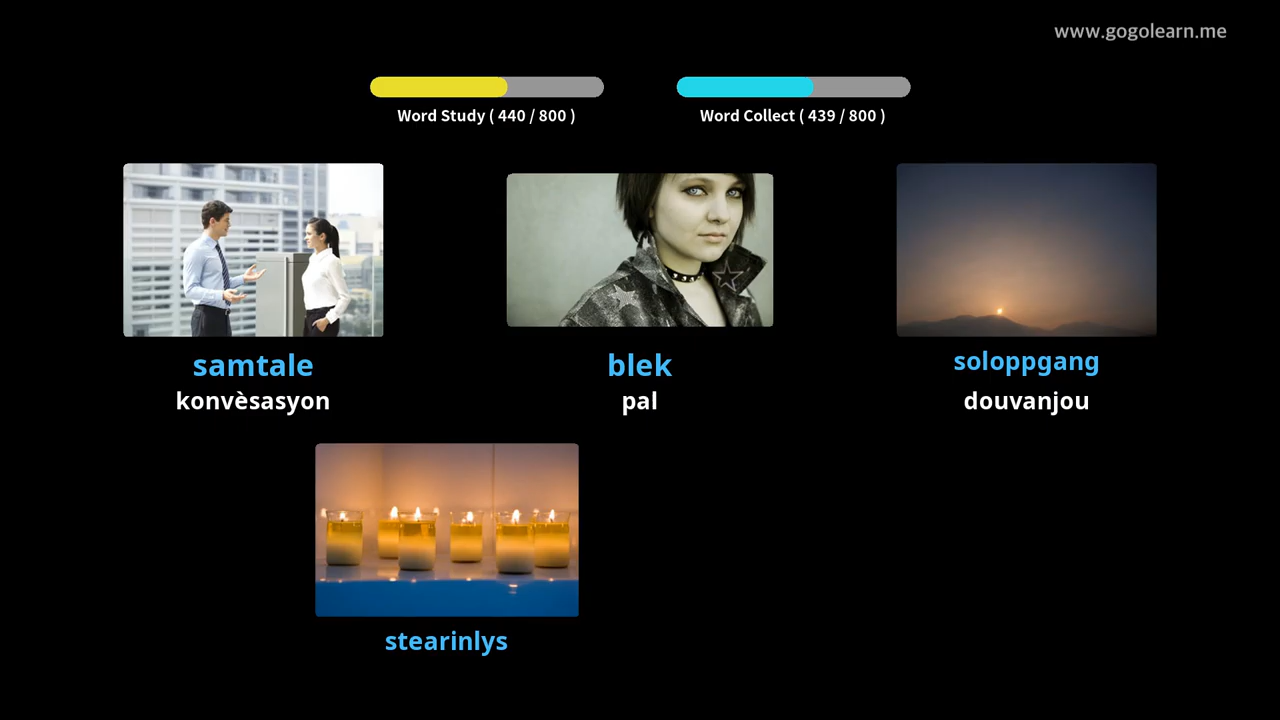 www.gogolearn.me
Word Study ( 440 / 800 )
Word Collect ( 439 / 800 )
samtale
konvèsasyon
blek
pal
soloppgang
douvanjou
stearinlys